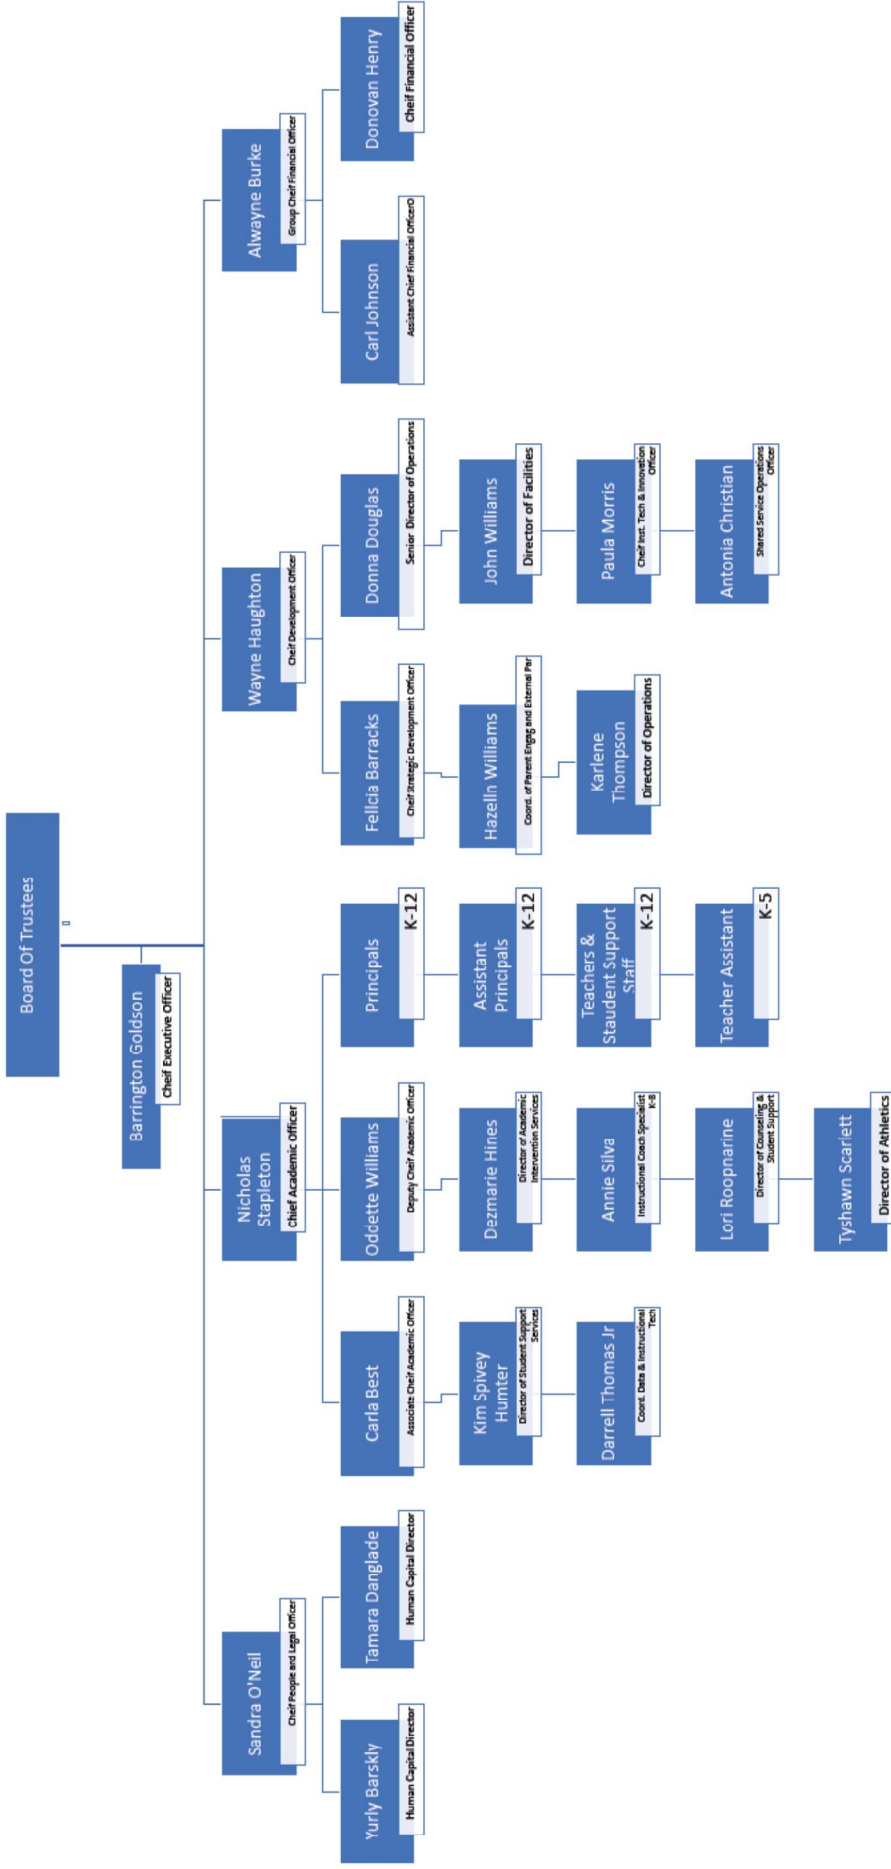 Board Of Trustees
Barrington Goldson
Cheif Executive Officer
Sandra O'Neil
Cheif People and Legal Officer
Nicholas
Stapleton
Chief Academic Officer
Wayne Haughton
Cheif Development Officer
Alwayne Burke
Group Cheif Financial Officer
Yurly Barskly
Human Capital Director
Tamara Danglade
Human Capital Director
Carla Best
Associate Cheif Academic Officer
Oddette Williams
Deputy Cheif Academic Officer
Principals
K-12
Fellcia Barracks
Cheif Strategic Development Officer
Donna Douglas
Senior Director of Operations
Carl Johnson
Assistant Chief Financial OfficerO
Donovan Henry
Cheif Financial Officer
Kim Spivey
Humter
Director of Student Support
Services
Dezmarie Hines
Director of Academic
Intervention Services
Assistant
Principals
K-12
Hazelln Williams
Coord. of Parent Engag and External Par
John Williams
Director of Facilities
Darrell Thomas Jr
Coord. Data & Instructional
Tech
Annie Silva
Instructional Coach Specialist
K-8
Teachers &
Staudent Support
Staff
K-12
Karlene
Thompson
Director of Operations
Paula Morris
Cheif Inst. Tech & Innovation
Officer
Lori Roopnarine
Director of Counseling &
Student Support
Teacher Assistant
K-5
Antonia Christian
Shared Service Operations
Officer
Tyshawn Scarlett
Director of Athletics